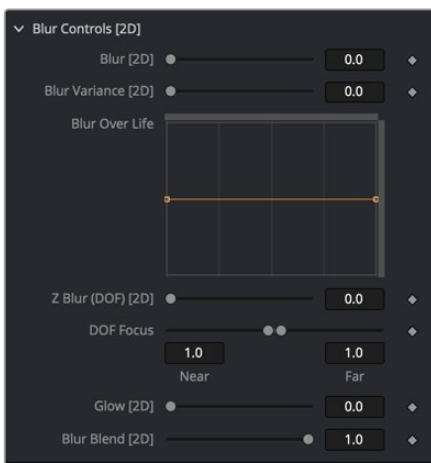 Blur Controls [2D]
Blur [2D] 0.0
Blur Variance [2D] 0.0
Blur Over Life
Z Blur (DOF) [2D] 0.0
DOF Focus
1.0 1.0
Near Far
Glow [2D] 0.0
Blur Blend [2D] 1.0